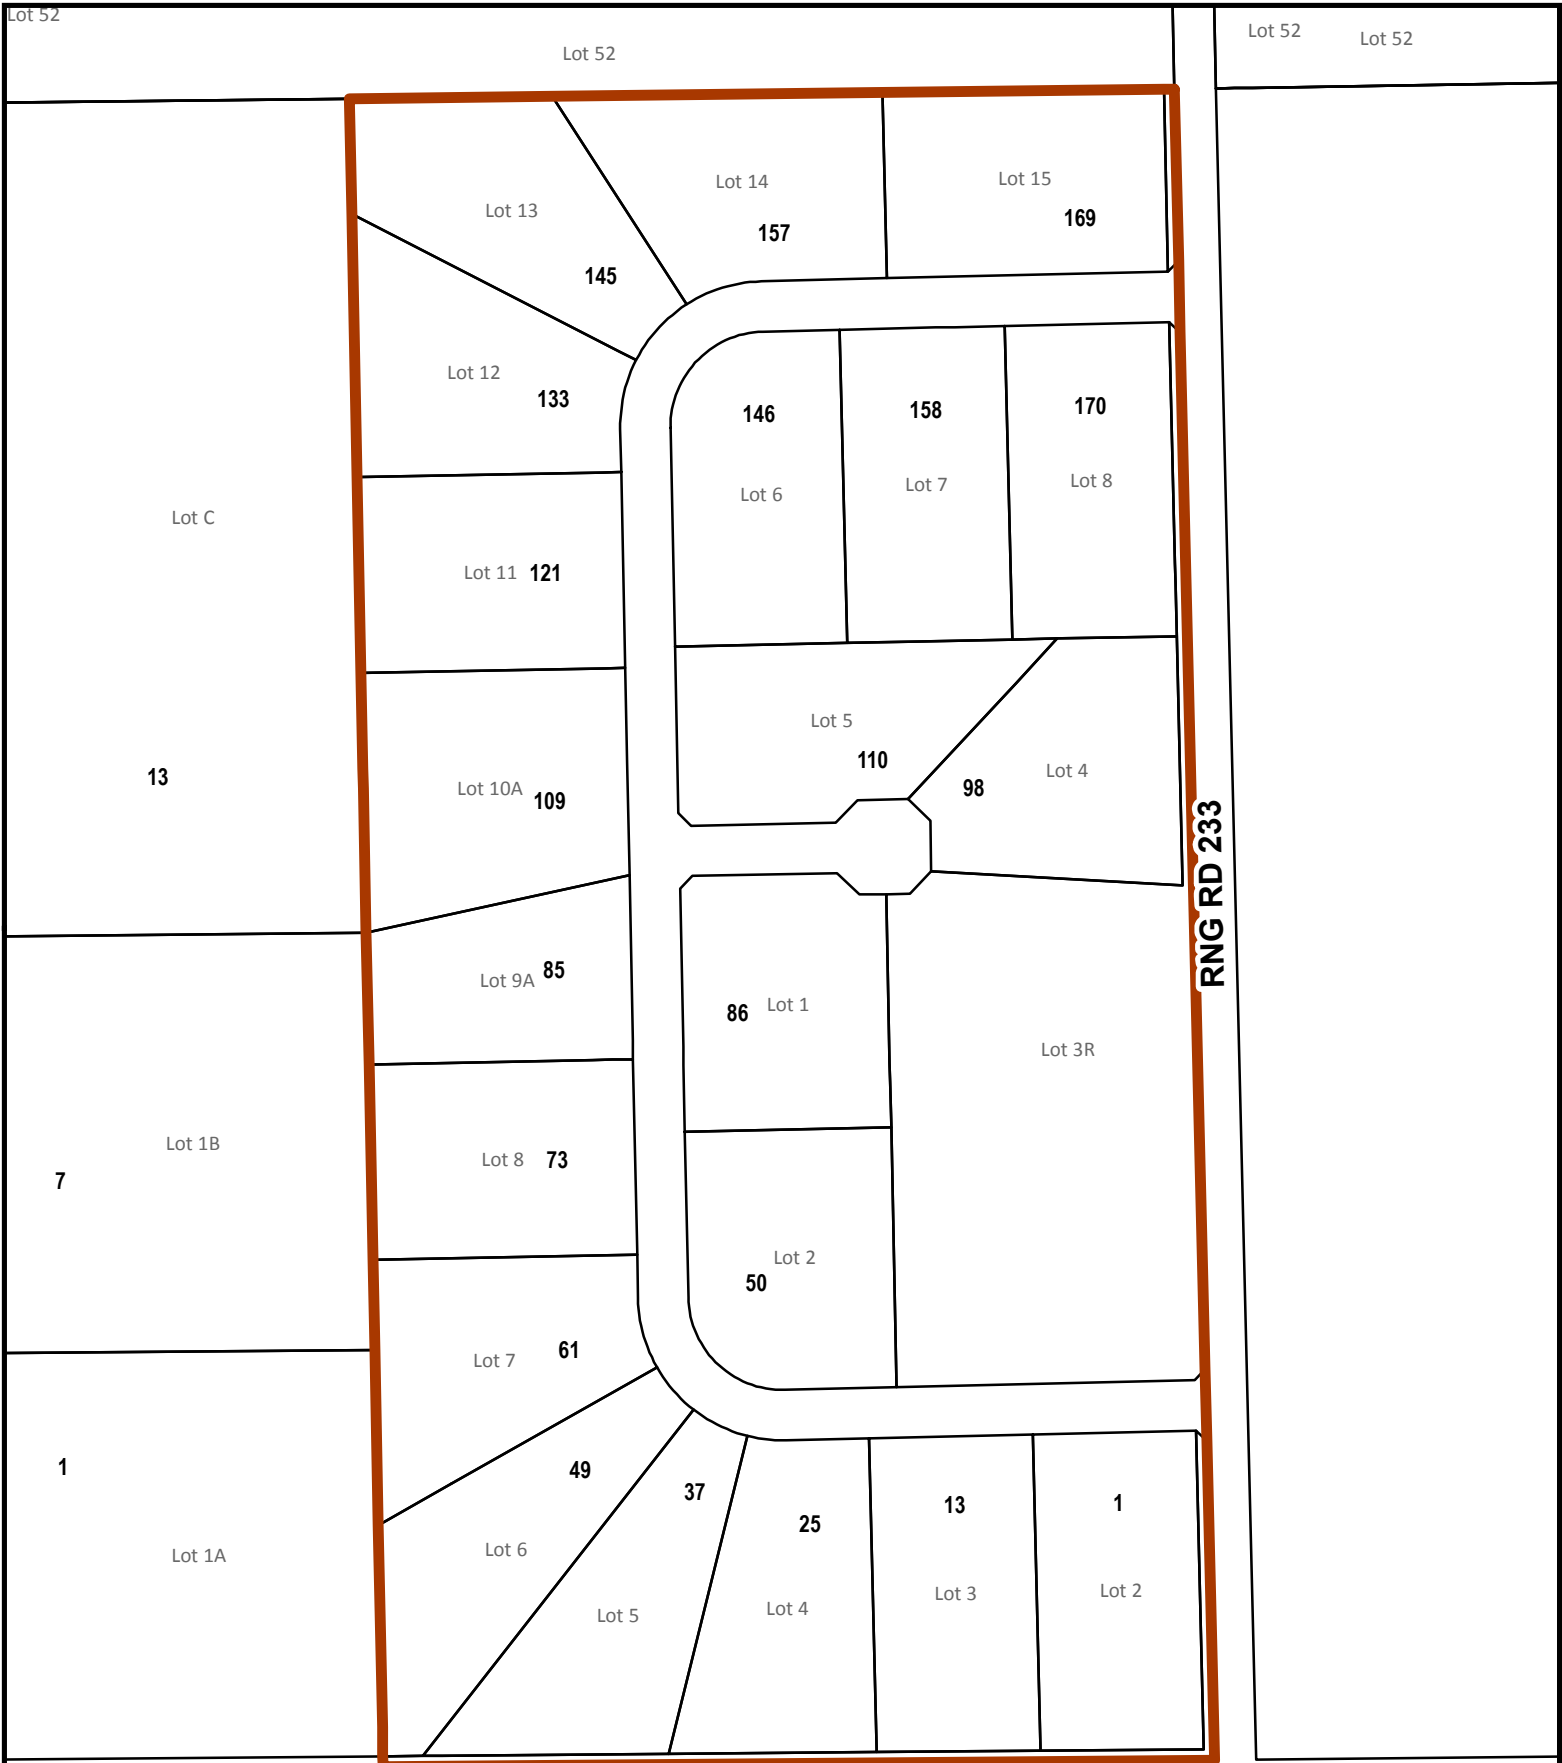 Lot 52
Lot 52
Lot 52
Lot 52
Lot 13
145
Lot 14
157
Lot 15
169
Lot 12
133
146
Lot 6
158
Lot 7
170
Lot 8
Lot C
13
Lot 11 121
Lot 5
110
98
Lot 4
Lot 10A
109
RNG RD 233
Lot 9A 85
86 Lot 1
Lot 3R
Lot 1B
7
Lot 8 73
Lot 2
50
Lot 7 61
1
Lot 1A
49
Lot 6
37
Lot 5
25
Lot 4
13
Lot 3
1
Lot 2